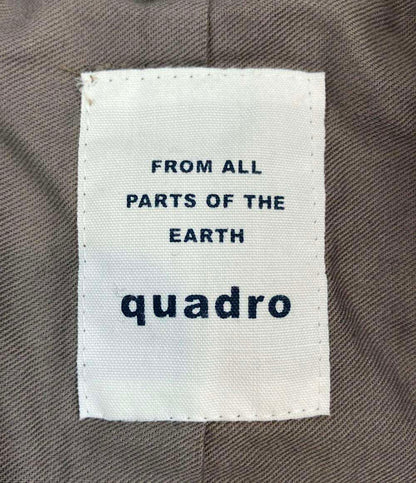 FROM ALL
PARTS OF THE
EARTH
quadro